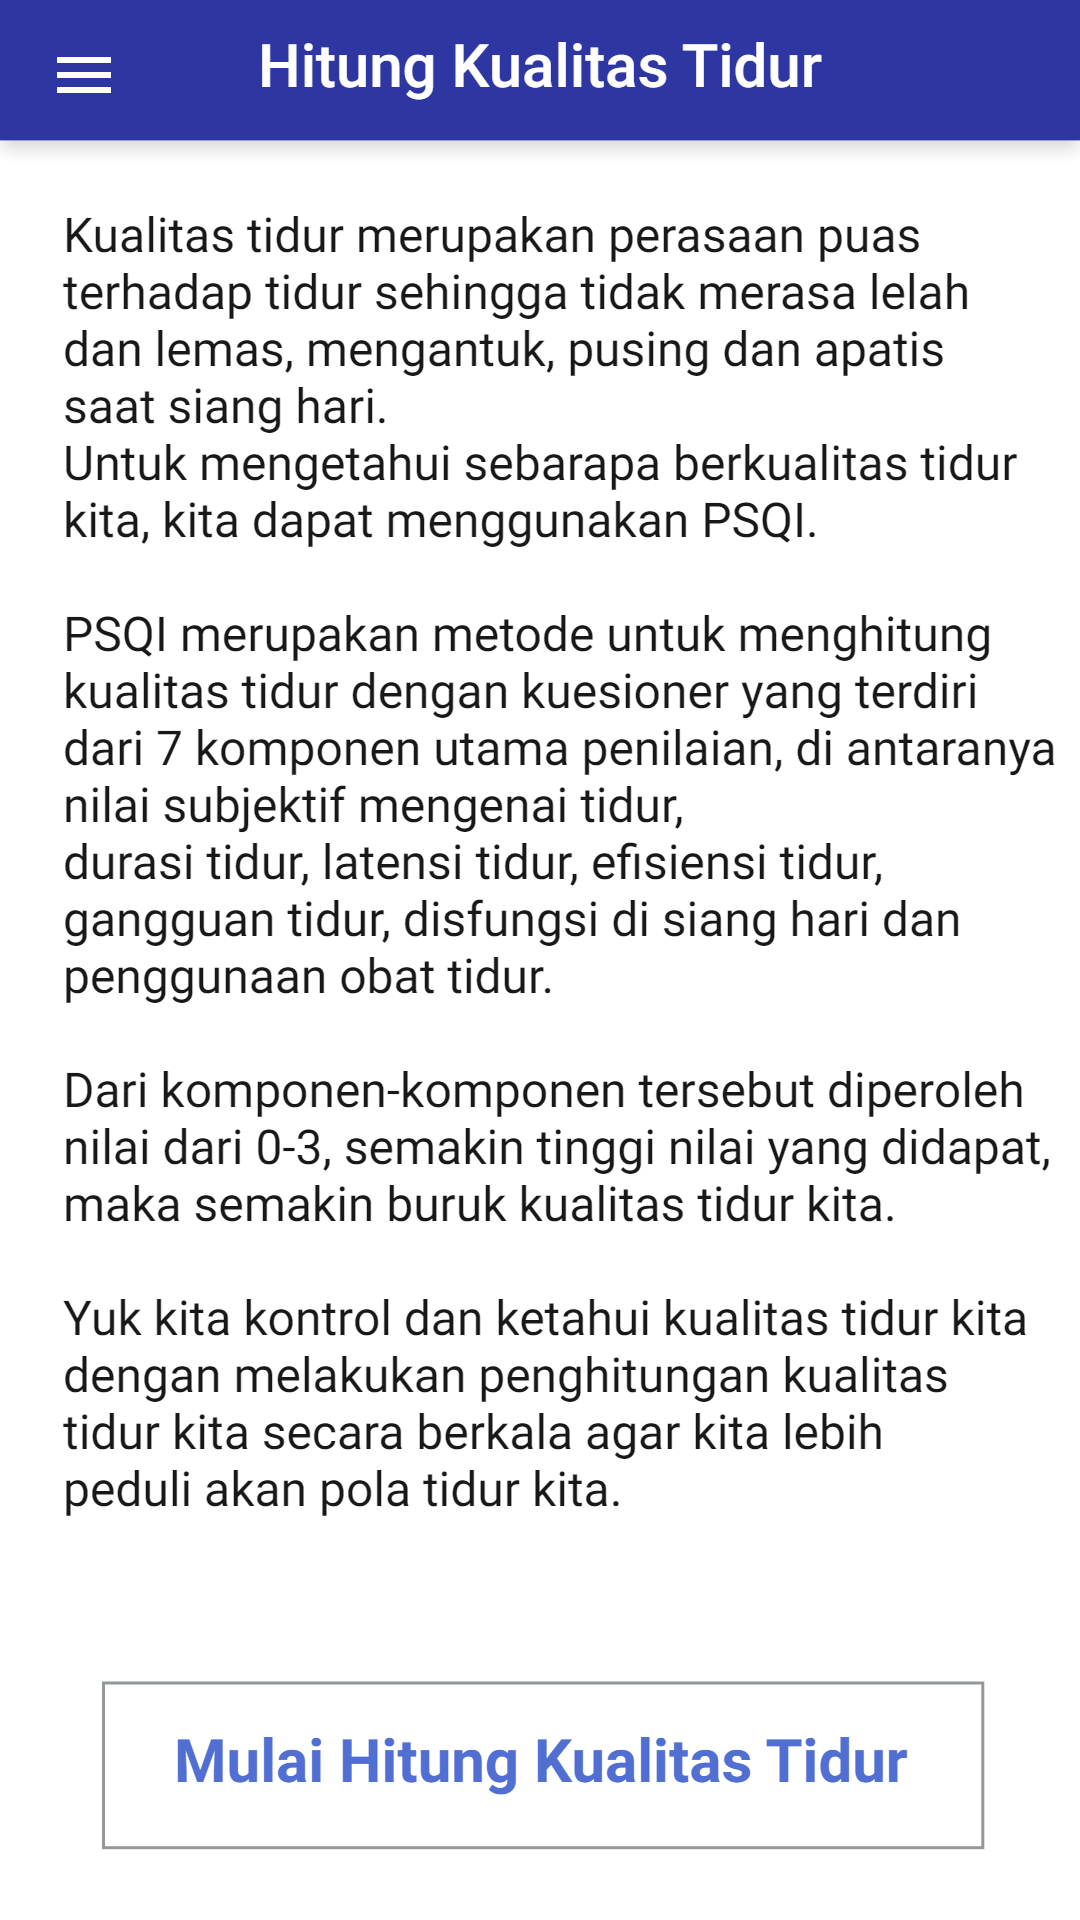 Hitung Kualitas Tidur
Kualitas tidur merupakan perasaan puas
terhadap tidur sehingga tidak merasa lelah
dan lemas, mengantuk, pusing dan apatis
saat siang hari.
Untuk mengetahui sebarapa berkualitas tidur
kita, kita dapat menggunakan PSQI.
PSQI merupakan metode untuk menghitung
kualitas tidur dengan kuesioner yang terdiri
dari 7 komponen utama penilaian, di antaranya
nilai subjektif mengenai tidur,
durasi tidur, latensi tidur, efisiensi tidur,
gangguan tidur, disfungsi di siang hari dan
penggunaan obat tidur.
Dari komponen-komponen tersebut diperoleh
nilai dari 0-3, semakin tinggi nilai yang didapat,
maka semakin buruk kualitas tidur kita.
Yuk kita kontrol dan ketahui kualitas tidur kita
dengan melakukan penghitungan kualitas
tidur kita secara berkala agar kita lebih
peduli akan pola tidur kita.
Mulai Hitung Kualitas Tidur